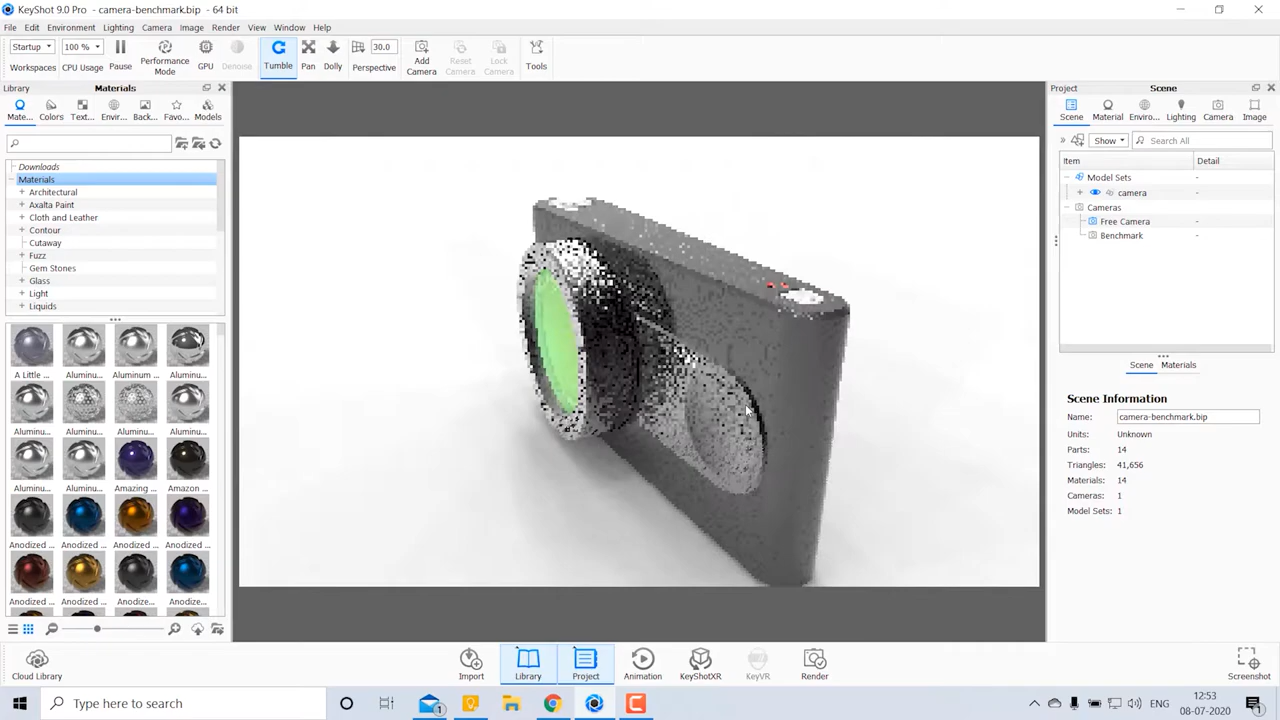 KeyShot 9.0 Pro - camera-benchmark.bip - 64 bit
File Edit Environment Lighting Camera Image Render View Window Help
Startup 100 % 30.0
Workspaces CPU Usage Pause Performance Mode GPU Denoise Tumble Pan Dolly Perspective Add Camera Reset Camera Lock Camera Tools
Library Materials
Mate... Colors Text... Envir... Back... Favo... Models
Downloads
Materials
Architectural
Axalta Paint
Cloth and Leather
Contour
Cutaway
Fuzz
Gem Stones
Glass
Light
Liquids
A Little ... Aluminu... Aluminum ... Aluminu...
Aluminu... Aluminu... Aluminu... Aluminu...
Aluminu... Aluminu... Amazing ... Amazon ...
Anodized ... Anodized ... Anodized ... Anodized ...
Anodized ... Anodized ... Anodize... Anodize...
Project Scene
Scene Material Enviro... Lighting Camera Image
Show Search All
Item Detail
Model Sets -
camera -
Cameras -
Free Camera -
Benchmark -
Scene Materials
Scene Information
Name: camera-benchmark.bip
Units: Unknown
Parts: 14
Triangles: 41,656
Materials: 14
Cameras: 1
Model Sets: 1
Cloud Library Import Library Project Animation KeyShotXR KeyVR Render Screenshot
Type here to search
1
ENG
12:53
08-07-2020
1